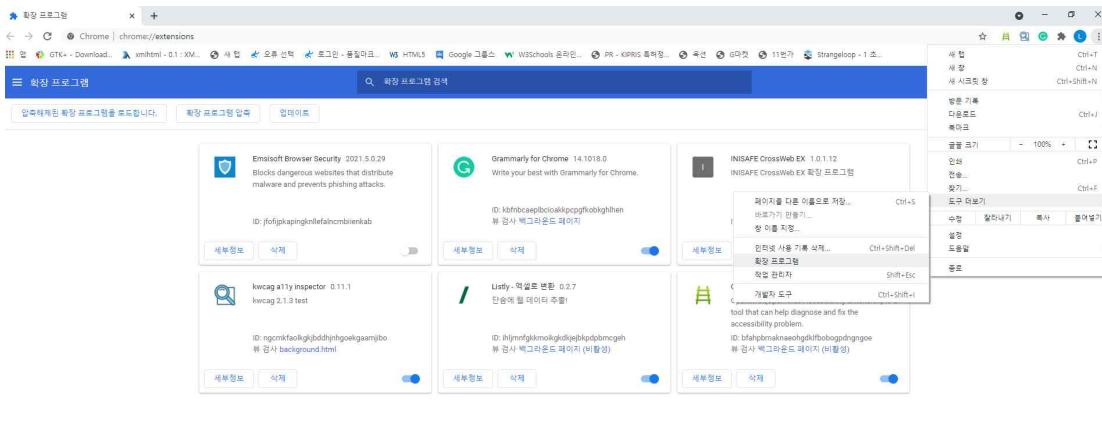 확장 프로그램
Chrome | chrome://extensions
앱 GTK+ - Download... xmlhtml - 0.1 : XM... 새 탭 오류 선택 로그인 - 품질마크... HTML5 Google 그룹스 W3Schools 온라인... PR - KIPRIS 특허정... 옥션 G마켓 11번가 Strangeloop - 1 초...
확장 프로그램
확장 프로그램 검색
압축해제된 확장 프로그램을 로드합니다. 확장 프로그램 압축 업데이트
Emsisoft Browser Security 2021.5.0.29
Blocks dangerous websites that distribute
malware and prevents phishing attacks.
ID: jfofijpkapingknllefalncmbiienkab
세부정보 삭제
Grammarly for Chrome 14.1018.0
Write your best with Grammarly for Chrome.
ID: kbfnbcaeplbcioakkpcpgfkobkghlhen
뷰 검사 백그라운드 페이지
세부정보 삭제
INISAFE CrossWeb EX 1.0.1.12
INISAFE CrossWeb EX 확장 프로그램
세부정보 삭제
kwcag a11y inspector 0.11.1
kwcag 2.1.3 test
ID: ngcmkfaolkgkjbddhjnhgoekgaamjibo
뷰 검사 background.html
세부정보 삭제
Listly - 엑셀로 변환 0.2.7
단숨에 웹 데이터 추출!
ID: ihljmnfgkkmoikgkdkjejbkpdpbmcgeh
뷰 검사 백그라운드 페이지 (비활성)
세부정보 삭제
tool that can help diagnose and fix the
accessibility problem.
ID: bfahpbmaknaeohgdklfbobogpdngngoe
뷰 검사 백그라운드 페이지 (비활성)
세부정보 삭제
페이지를 다른 이름으로 저장... Ctrl+S
바로가기 만들기...
창 이름 지정...
인터넷 사용 기록 삭제... Ctrl+Shift+Del
확장 프로그램
작업 관리자 Shift+Esc
개발자 도구 Ctrl+Shift+I
새 탭 Ctrl+T
새 창 Ctrl+N
새 시크릿 창 Ctrl+Shift+N
방문 기록
다운로드 Ctrl+J
북마크
글꼴 크기 - 100% +
인쇄 Ctrl+P
전송...
찾기... Ctrl+F
도구 더보기
수정 잘라내기 복사 붙여넣기
설정
도움말
종료